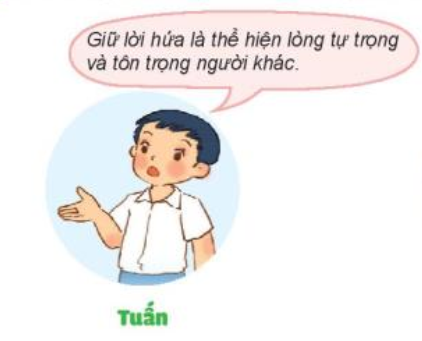 Giữ lời hứa là thể hiện lòng tự trọng
và tôn trọng người khác.
Tuấn